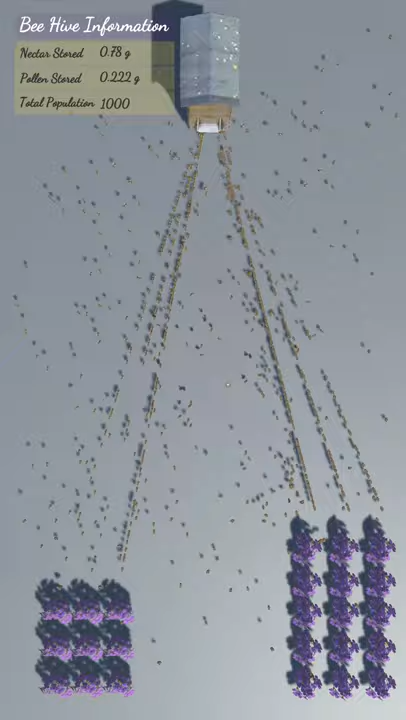 Bee Hive Information
Nectar Stored 0.78 g
Pollen Stored 0.222 g
Total Population 1000